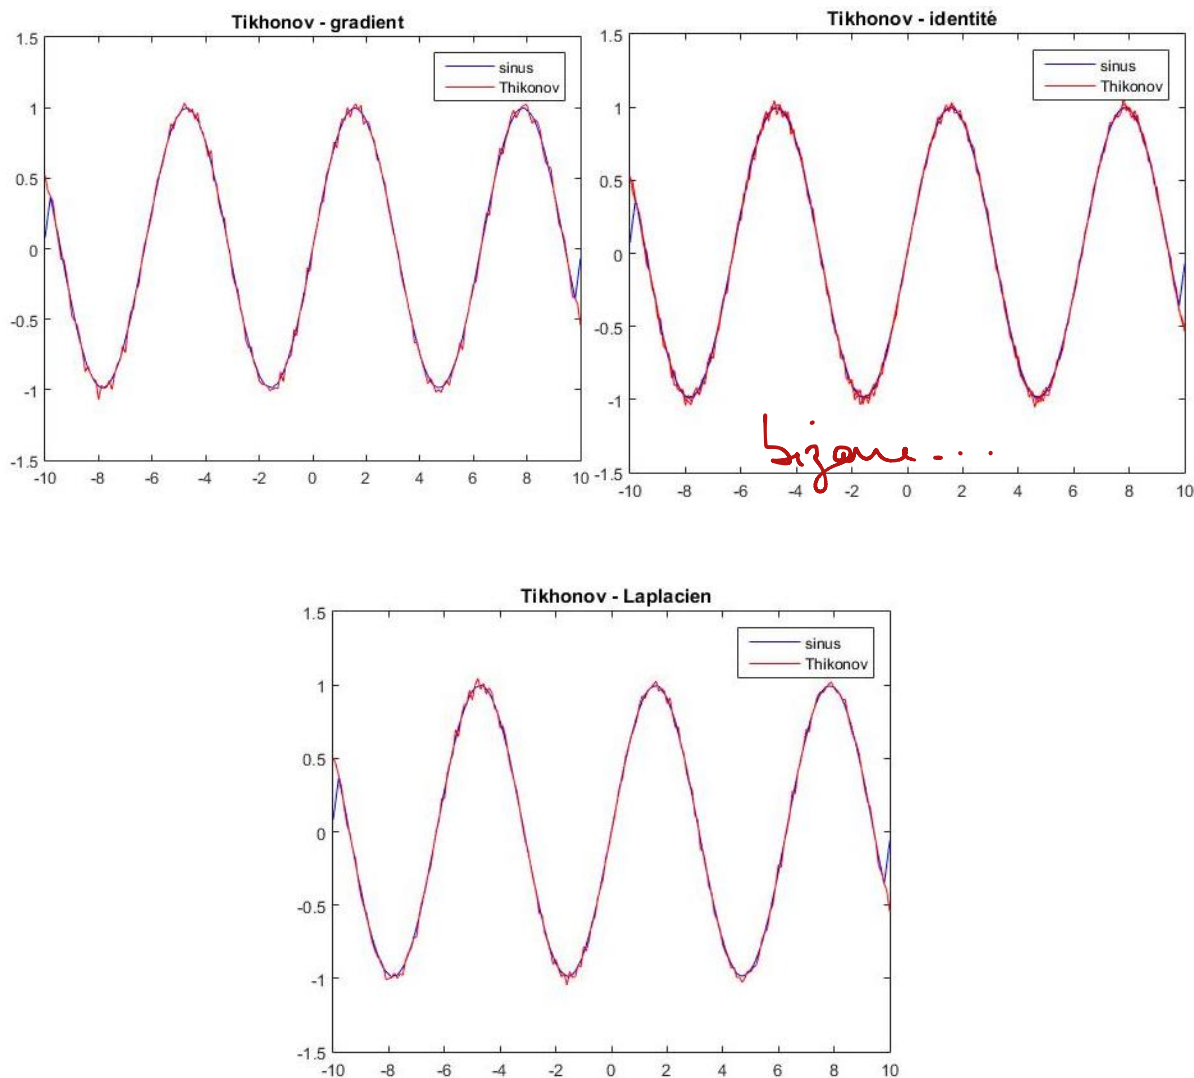 Tikhonov - gradient
1.5
1
0.5
0
-0.5
-1
-1.5
sinus
Thikonov
-10 -8 -6 -4 -2 0 2 4 6 8 10
Tikhonov - identité
1.5
1
0.5
0
-0.5
-1
-1.5
sinus
Thikonov
bizarre....
-10 -8 -6 -4 -2 0 2 4 6 8 10
Tikhonov - Laplacien
1.5
1
0.5
0
-0.5
-1
-1.5
sinus
Thikonov
-10 -8 -6 -4 -2 0 2 4 6 8 10